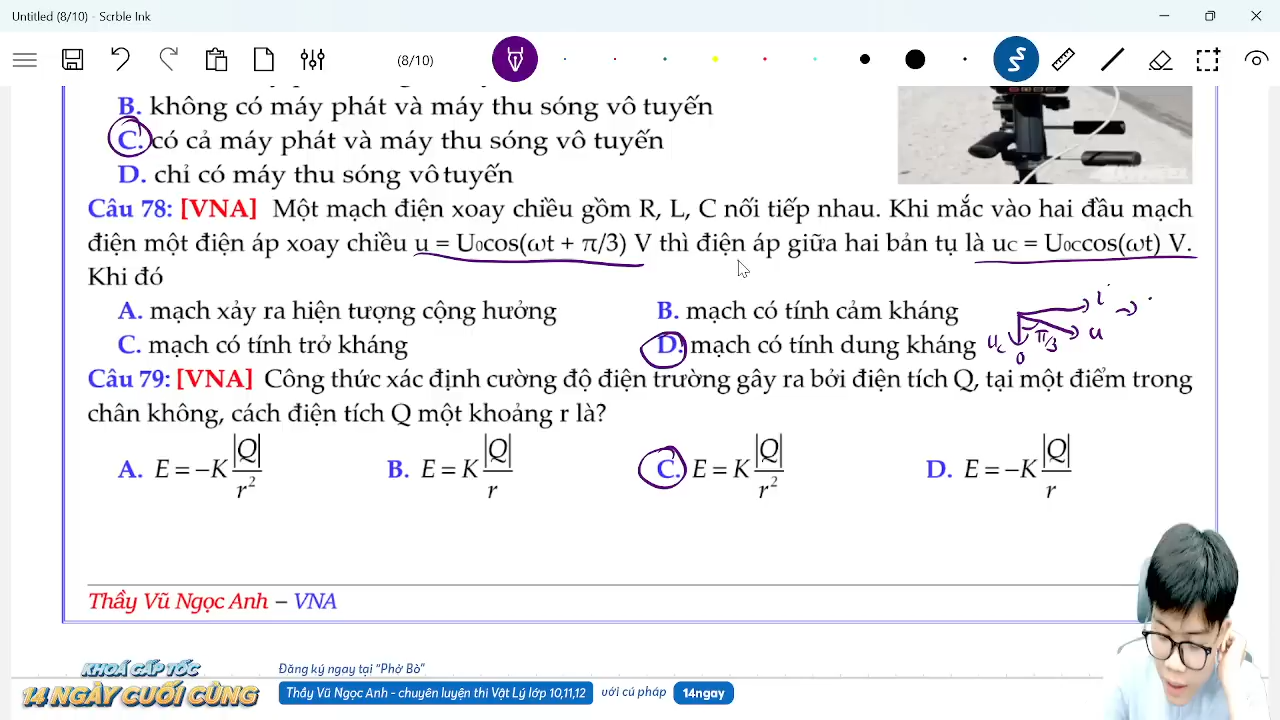 Untitled (8/10) - Scrble Ink
(8/10)
B. không có máy phát và máy thu sóng vô tuyến
C. có cả máy phát và máy thu sóng vô tuyến
D. chỉ có máy thu sóng vô tuyến
Câu 78: [VNA] Một mạch điện xoay chiều gồm R, L, C nối tiếp nhau. Khi mắc vào hai đầu mạch
điện một điện áp xoay chiều u = U₀cos(ωt + π/3) V thì điện áp giữa hai bản tụ là uC = U₀Ccos(ωt) V.
Khi đó
A. mạch xảy ra hiện tượng cộng hưởng
B. mạch có tính cảm kháng
C. mạch có tính trở kháng
D. mạch có tính dung kháng
i
u
π/3
uC
0
Câu 79: [VNA] Công thức xác định cường độ điện trường gây ra bởi điện tích Q, tại một điểm trong
chân không, cách điện tích Q một khoảng r là?
A. E = −K |Q|/r²
B. E = K |Q|/r
C. E = K |Q|/r²
D. E = −K |Q|/r
Thầy Vũ Ngọc Anh – VNA
KHOÁ CẤP TỐC
14 NGÀY CUỐI CÙNG
Đăng ký ngay tại “Phở Bò”
Thầy Vũ Ngọc Anh - chuyên luyện thi Vật Lý lớp 10,11,12 với cú pháp 14ngay